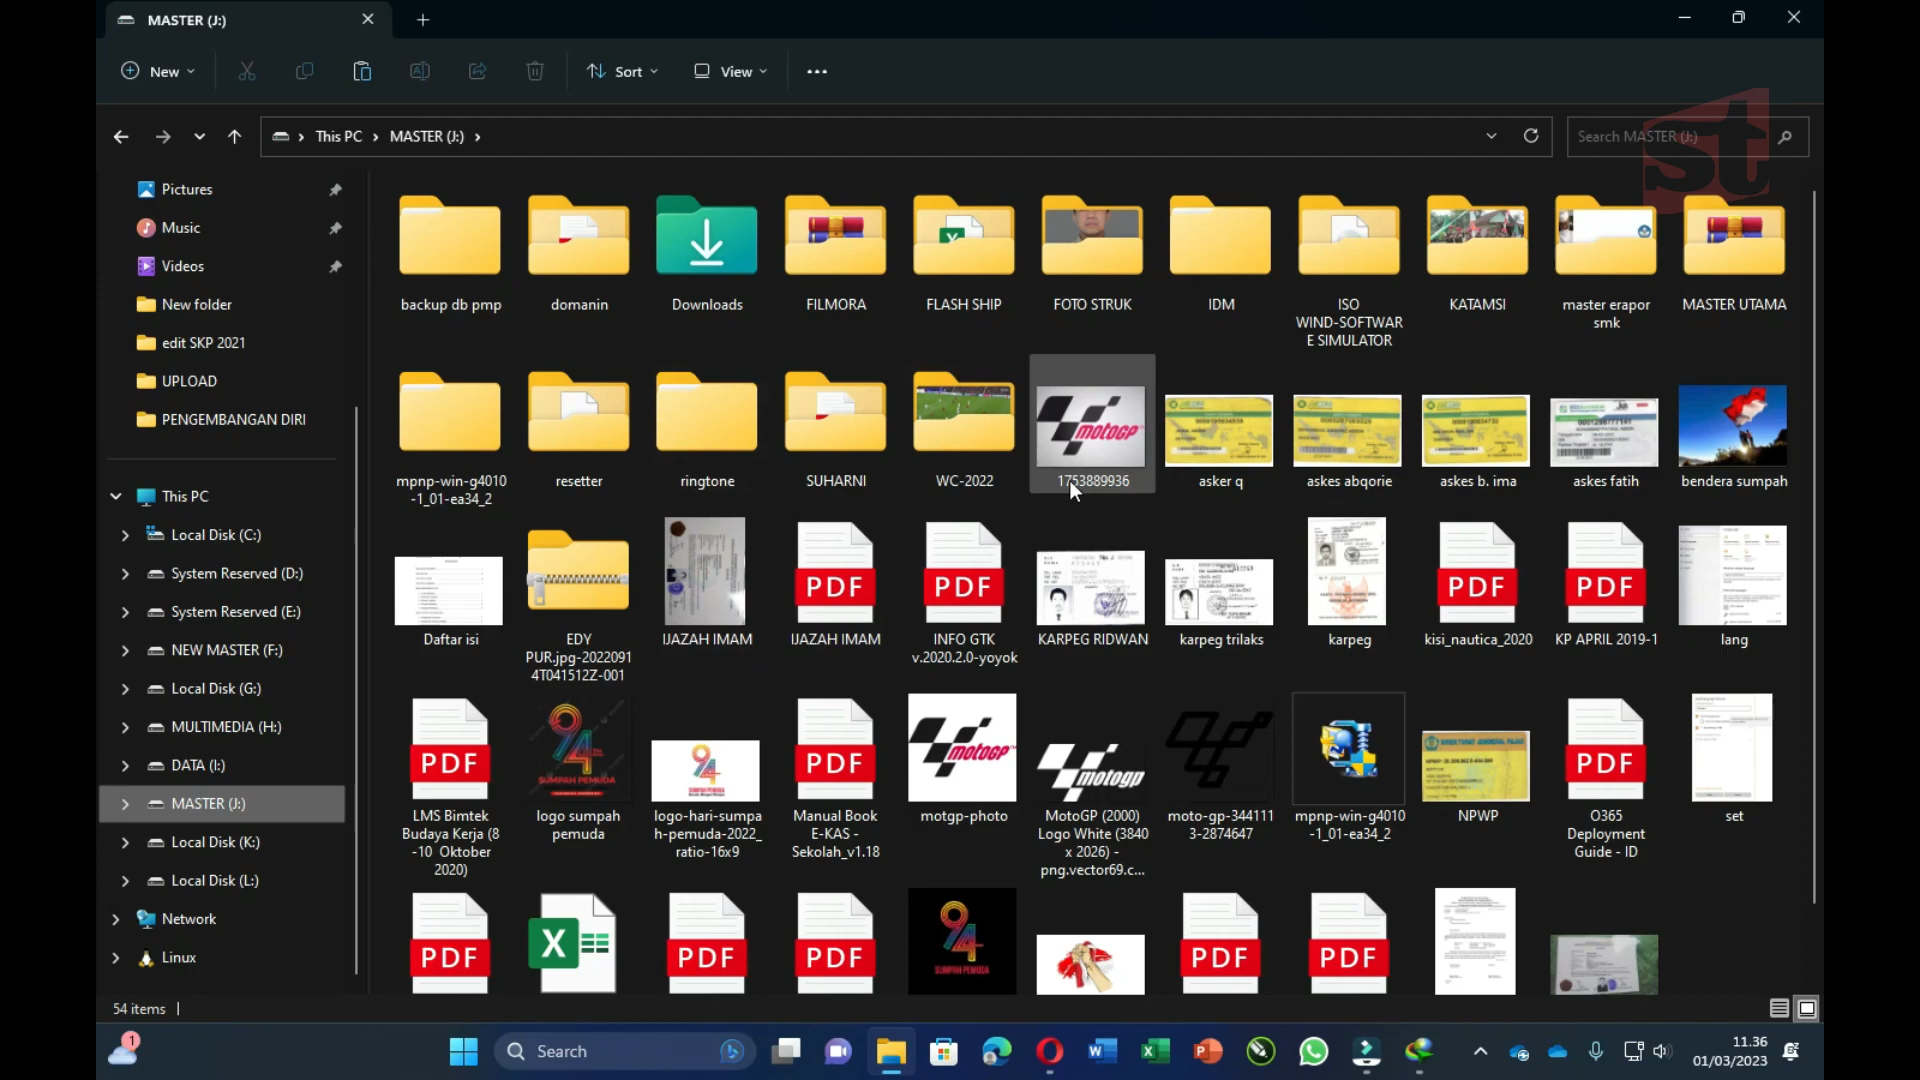 MASTER (J:)
New
Sort
View
This PC
MASTER (J:)
Search MASTER (J:)
st
Pictures
Music
Videos
New folder
edit SKP 2021
UPLOAD
PENGEMBANGAN DIRI
This PC
Local Disk (C:)
System Reserved (D:)
System Reserved (E:)
NEW MASTER (F:)
Local Disk (G:)
MULTIMEDIA (H:)
DATA (I:)
MASTER (J:)
Local Disk (K:)
Local Disk (L:)
Network
Linux
backup db pmp
domanin
Downloads
FILMORA
FLASH SHIP
FOTO STRUK
IDM
ISO
WIND-SOFTWAR
E SIMULATOR
KATAMSI
master erapor
smk
MASTER UTAMA
mpnp-win-g4010
-1_01-ea34_2
resetter
ringtone
SUHARNI
WC-2022
motoGP
1753889936
asker q
askes abqorie
askes b. ima
askes fatih
bendera sumpah
Daftar isi
EDY
PUR.jpg-2022091
4T041512Z-001
IJAZAH IMAM
PDF
IJAZAH IMAM
PDF
INFO GTK
v.2020.2.0-yoyok
KARPEG RIDWAN
karpeg trilaks
karpeg
PDF
kisi_nautica_2020
PDF
KP APRIL 2019-1
lang
PDF
LMS Bimtek
Budaya Kerja (8
-10 Oktober
2020)
SUMPAH PEMUDA
logo sumpah
pemuda
logo-hari-sumpa
h-pemuda-2022_
ratio-16x9
PDF
Manual Book
E-KAS -
Sekolah_v1.18
motoGP
motgp-photo
motogp
MotoGP (2000)
Logo White (3840
x 2026) -
png.vector69.c...
moto-gp-344111
3-2874647
mpnp-win-g4010
-1_01-ea34_2
NPWP
PDF
O365
Deployment
Guide - ID
set
PDF
X
PDF
PDF
SUMPAH PEMUDA
PDF
PDF
54 items
1
Search
11.36
01/03/2023